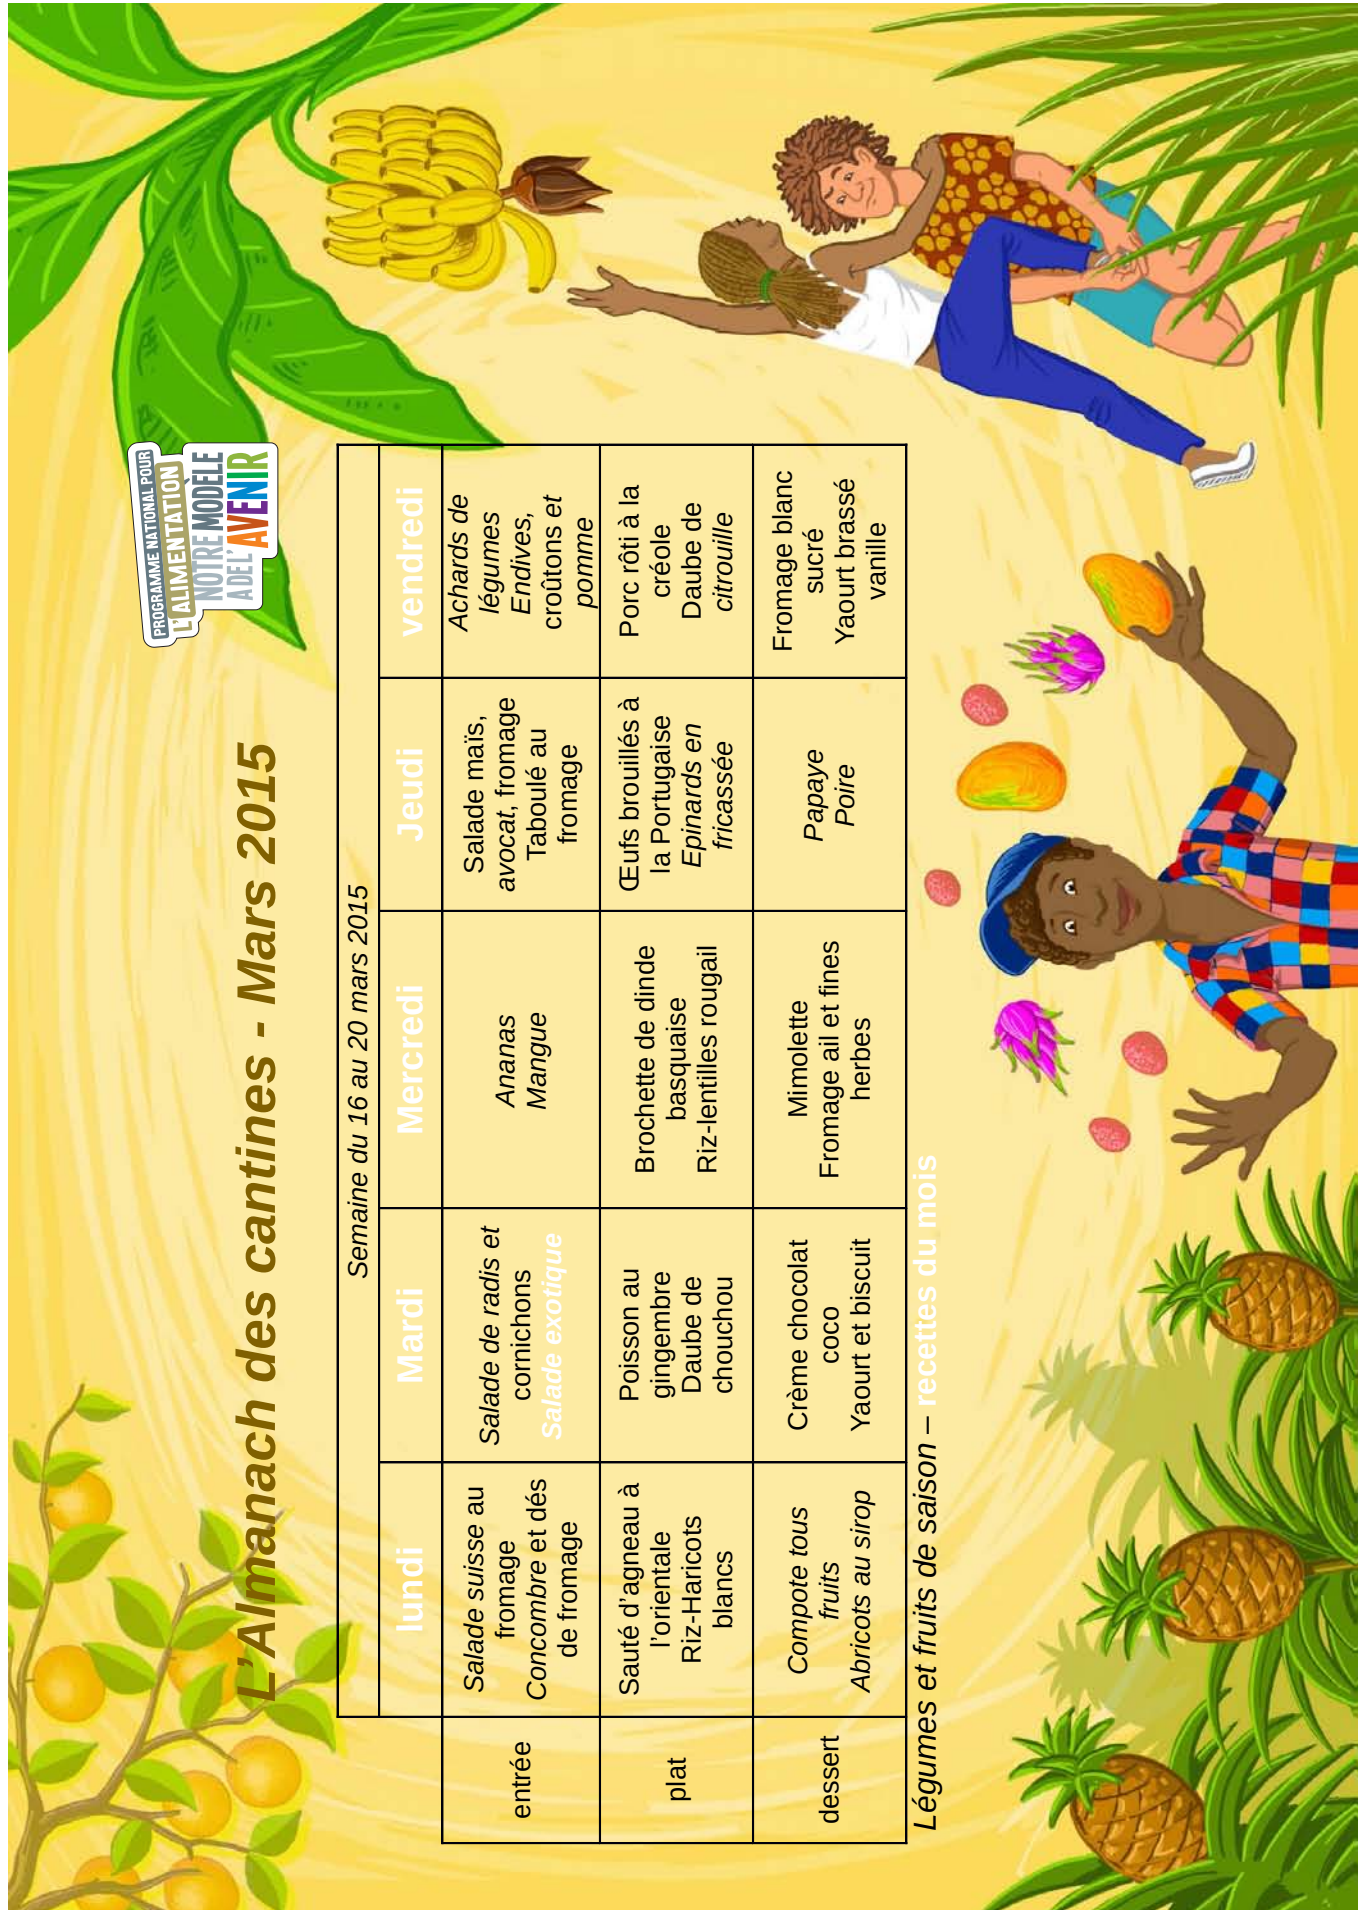 PROGRAMME NATIONAL POUR
L'ALIMENTATION
NOTRE MODÈLE
A DE L'AVENIR
L’Almanach des cantines - Mars 2015
Semaine du 16 au 20 mars 2015
lundi
Mardi
Mercredi
Jeudi
vendredi
entrée
Salade suisse au
fromage
Concombre et dés
de fromage
Salade de radis et
cornichons
Salade exotique
Ananas
Mangue
Salade maïs,
avocat, fromage
Taboulé au
fromage
Achards de
légumes
Endives,
croûtons et
pomme
plat
Sauté d’agneau à
l’orientale
Riz-Haricots
blancs
Poisson au
gingembre
Daube de
chouchou
Brochette de dinde
basquaise
Riz-lentilles rougail
Œufs brouillés à
la Portugaise
Epinards en
fricassée
Porc rôti à la
créole
Daube de
citrouille
dessert
Compote tous
fruits
Abricots au sirop
Crème chocolat
coco
Yaourt et biscuit
Mimolette
Fromage ail et fines
herbes
Papaye
Poire
Fromage blanc
sucré
Yaourt brassé
vanille
Légumes et fruits de saison – recettes du mois